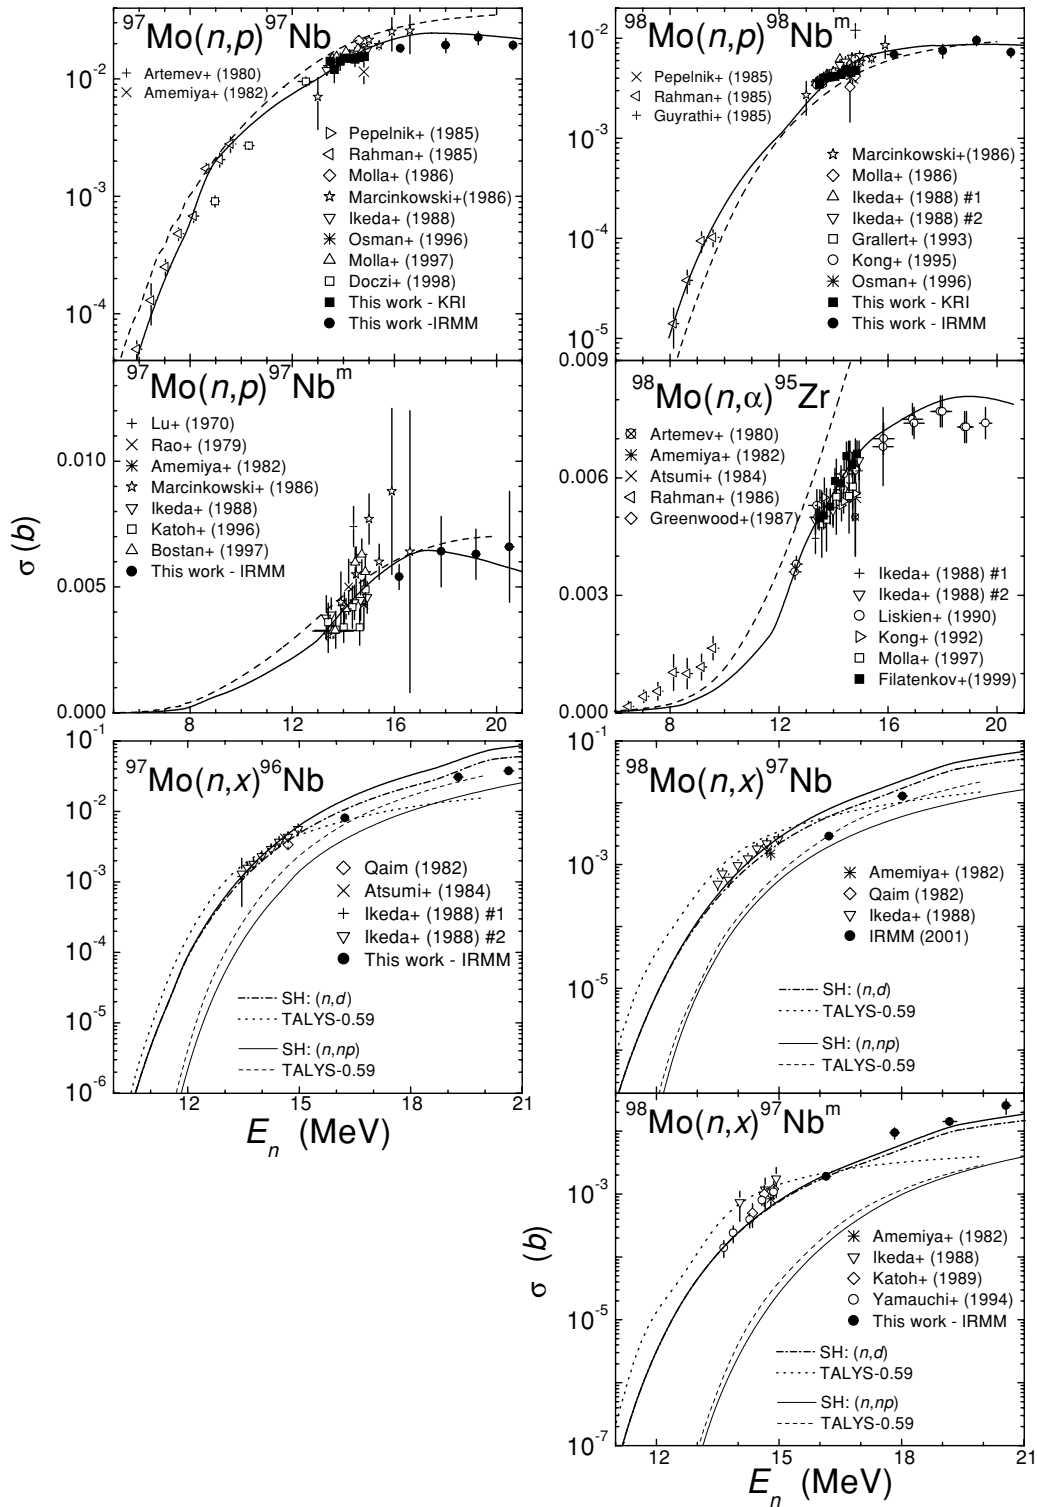 97Mo(n,p)97Nb
Artemev+ (1980)
Amemiya+ (1982)
Pepelnik+ (1985)
Rahman+ (1985)
Molla+ (1986)
Marcinkowski+(1986)
Ikeda+ (1988)
Osman+ (1996)
Molla+ (1997)
Doczi+ (1998)
This work - KRI
This work -IRMM
10-2
10-3
10-4
98Mo(n,p)98Nbm
Pepelnik+ (1985)
Rahman+ (1985)
Guyrathi+ (1985)
Marcinkowski+(1986)
Molla+ (1986)
Ikeda+ (1988) #1
Ikeda+ (1988) #2
Grallert+ (1993)
Kong+ (1995)
Osman+ (1996)
This work - KRI
This work - IRMM
10-2
10-3
10-4
10-5
97Mo(n,p)97Nbm
Lu+ (1970)
Rao+ (1979)
Amemiya+ (1982)
Marcinkowski+ (1986)
Ikeda+ (1988)
Katoh+ (1996)
Bostan+ (1997)
This work - IRMM
0.010
0.005
0.000
σ (b)
8 12 16 20
98Mo(n,α)95Zr
Artemev+ (1980)
Amemiya+ (1982)
Atsumi+ (1984)
Rahman+ (1986)
Greenwood+(1987)
Ikeda+ (1988) #1
Ikeda+ (1988) #2
Liskien+ (1990)
Kong+ (1992)
Molla+ (1997)
Filatenkov+(1999)
0.009
0.006
0.003
0.000
8 12 16 20
97Mo(n,x)96Nb
Qaim (1982)
Atsumi+ (1984)
Ikeda+ (1988) #1
Ikeda+ (1988) #2
This work - IRMM
SH: (n,d)
TALYS-0.59
SH: (n,np)
TALYS-0.59
10-1
10-2
10-3
10-4
10-5
10-6
12 15 18 21
En (MeV)
98Mo(n,x)97Nb
Amemiya+ (1982)
Qaim (1982)
Ikeda+ (1988)
IRMM (2001)
SH: (n,d)
TALYS-0.59
SH: (n,np)
TALYS-0.59
10-1
10-3
10-5
98Mo(n,x)97Nbm
Amemiya+ (1982)
Ikeda+ (1988)
Katoh+ (1989)
Yamauchi+ (1994)
This work - IRMM
SH: (n,d)
TALYS-0.59
SH: (n,np)
TALYS-0.59
10-3
10-5
10-7
σ (b)
12 15 18 21
En (MeV)